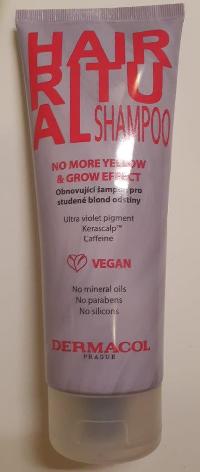 HAIR
RITU
AL SHAMPOO
NO MORE YELLOW
& GROW EFFECT
Obnovující šampon pro
studené blond odstíny
Ultra violet pigment
Kerascalp™
Caffeine
VEGAN
No mineral oils
No parabens
No silicons
DERMACOL
PRAGUE